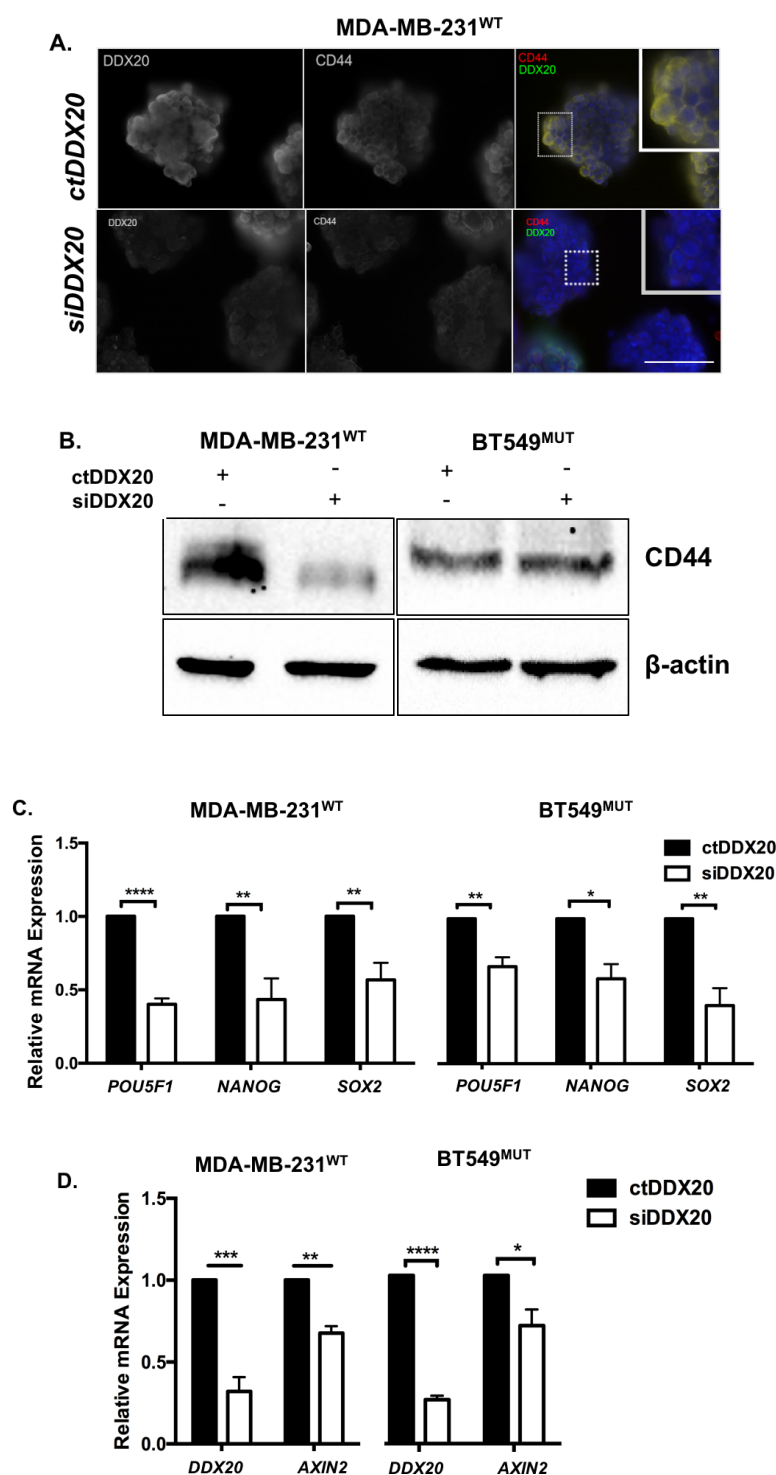 MDA-MB-231WT
A.
DDX20
CD44
CD44
DDX20
ctDDX20
DDX20
CD44
CD44
DDX20
siDDX20
B.
MDA-MB-231WT
BT549MUT
ctDDX20 + - + -
siDDX20 - + - +
CD44
β-actin
C.
MDA-MB-231WT
BT549MUT
ctDDX20
siDDX20
Relative mRNA Expression
1.5
1.0
0.5
0.0
**** ** ** ** * **
POU5F1 NANOG SOX2 POU5F1 NANOG SOX2
D.
MDA-MB-231WT
BT549MUT
ctDDX20
siDDX20
Relative mRNA Expression
1.5
1.0
0.5
0.0
*** ** **** *
DDX20 AXIN2 DDX20 AXIN2